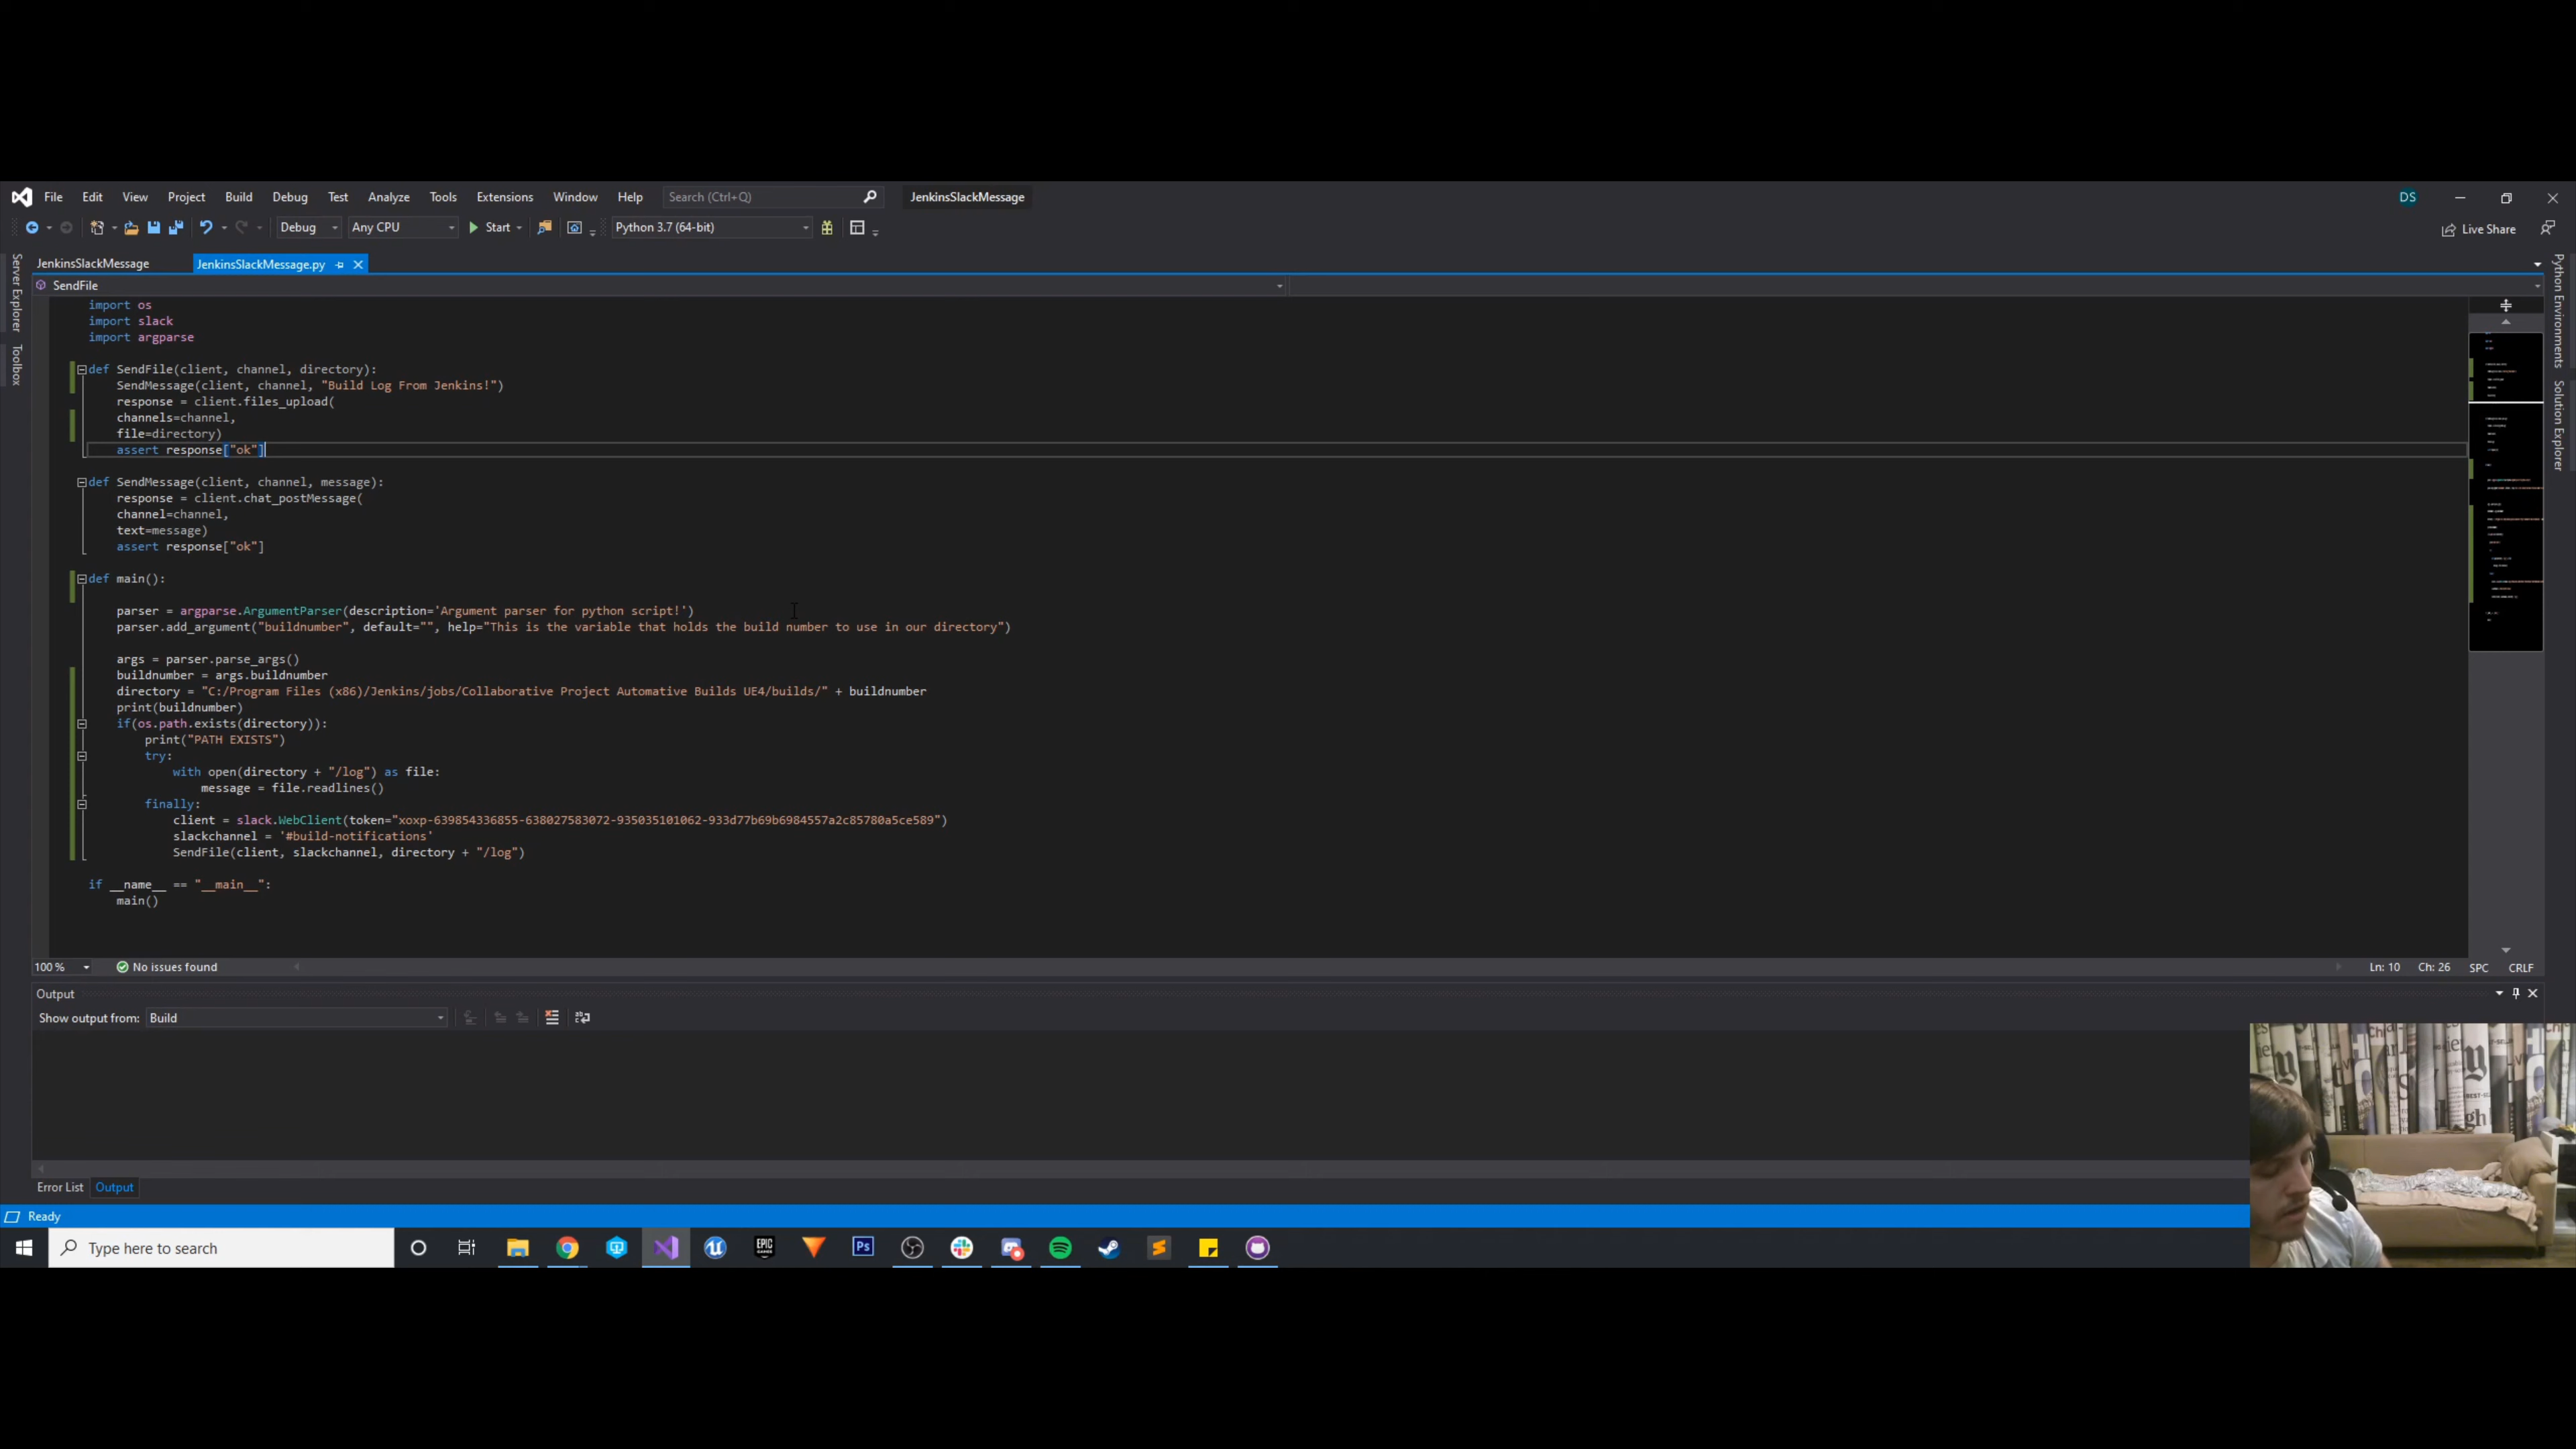 File Edit View Project Build Debug Test Analyze Tools Extensions Window Help Search (Ctrl+Q) JenkinsSlackMessage DS
Debug Any CPU Start Python 3.7 (64-bit) Live Share
JenkinsSlackMessage JenkinsSlackMessage.py
SendFile
Server Explorer
Toolbox
Python Environments
Solution Explorer
import os
import slack
import argparse
def SendFile(client, channel, directory):
SendMessage(client, channel, "Build Log From Jenkins!")
response = client.files_upload(
channels=channel,
file=directory)
assert response["ok"]
def SendMessage(client, channel, message):
response = client.chat_postMessage(
channel=channel,
text=message)
assert response["ok"]
def main():
parser = argparse.ArgumentParser(description='Argument parser for python script!')
parser.add_argument("buildnumber", default="", help="This is the variable that holds the build number to use in our directory")
args = parser.parse_args()
buildnumber = args.buildnumber
directory = "C:/Program Files (x86)/Jenkins/jobs/Collaborative Project Automative Builds UE4/builds/" + buildnumber
print(buildnumber)
if(os.path.exists(directory)):
print("PATH EXISTS")
try:
with open(directory + "/log") as file:
message = file.readlines()
finally:
client = slack.WebClient(token="xoxp-639854336855-638027583072-935035101062-933d77b69b6984557a2c85780a5ce589")
slackchannel = '#build-notifications'
SendFile(client, slackchannel, directory + "/log")
if __name__ == "__main__":
main()
100 % No issues found Ln: 10 Ch: 26 SPC CRLF
Output
Show output from: Build
Error List Output
Ready
Type here to search